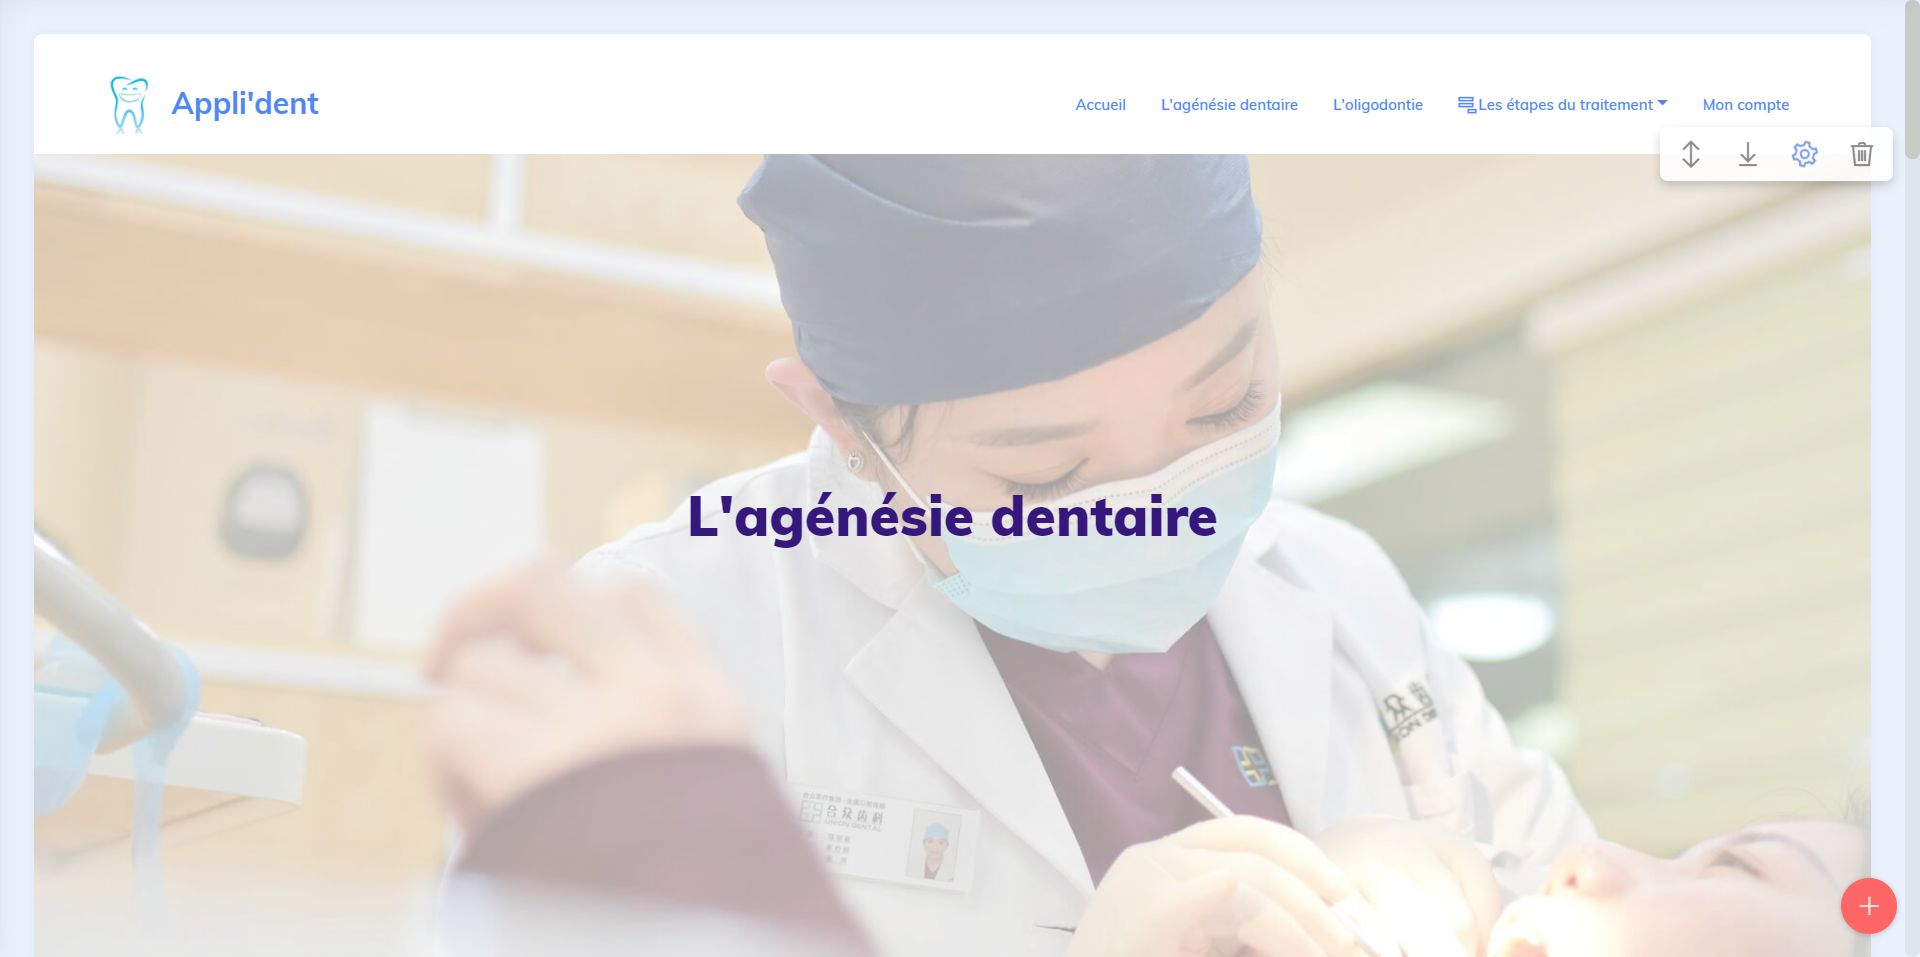 Appli'dent
Accueil
L'agénésie dentaire
L'oligodontie
Les étapes du traitement
Mon compte
L'agénésie dentaire
合众齿科
UNION DENTAL